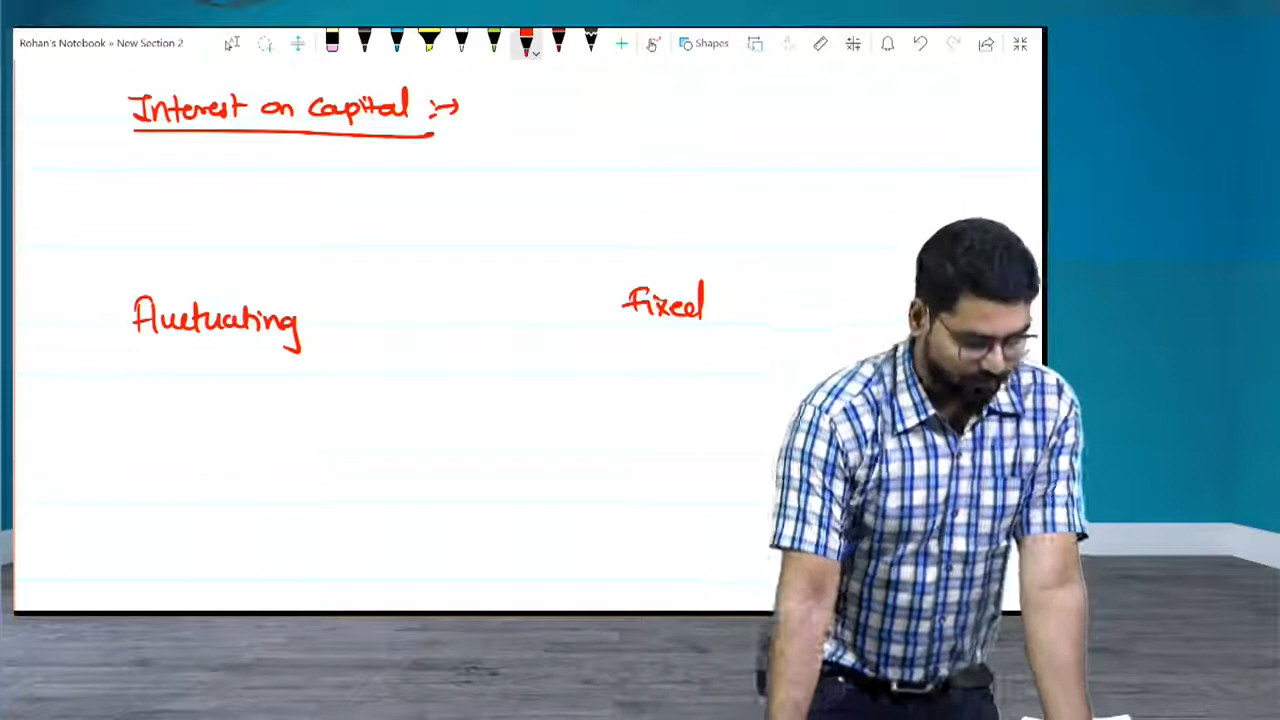 Rohan's Notebook » New Section 2
Shapes
Interest on Capital :→
Fluctuating
Fixed